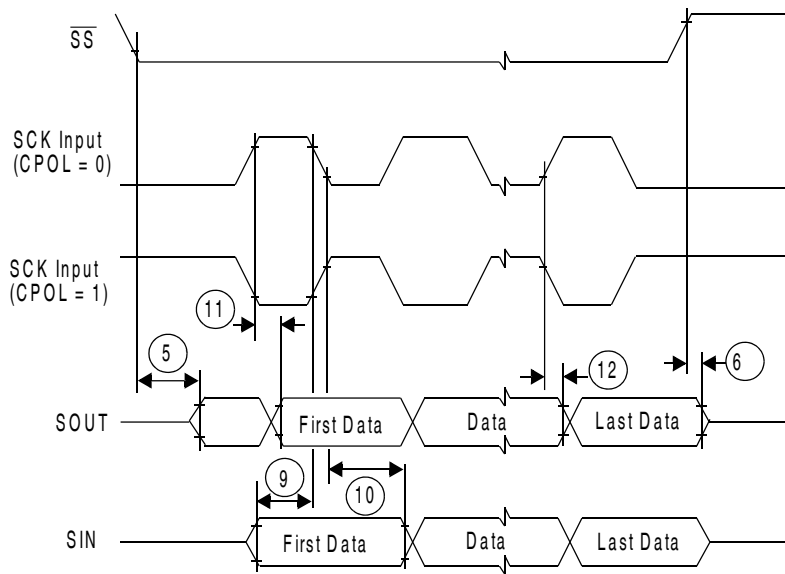 SS
SCK Input
(CPOL = 0)
SCK Input
(CPOL = 1)
11
5
12
6
SOUT
First Data
Data
Last Data
9
10
SIN
First Data
Data
Last Data